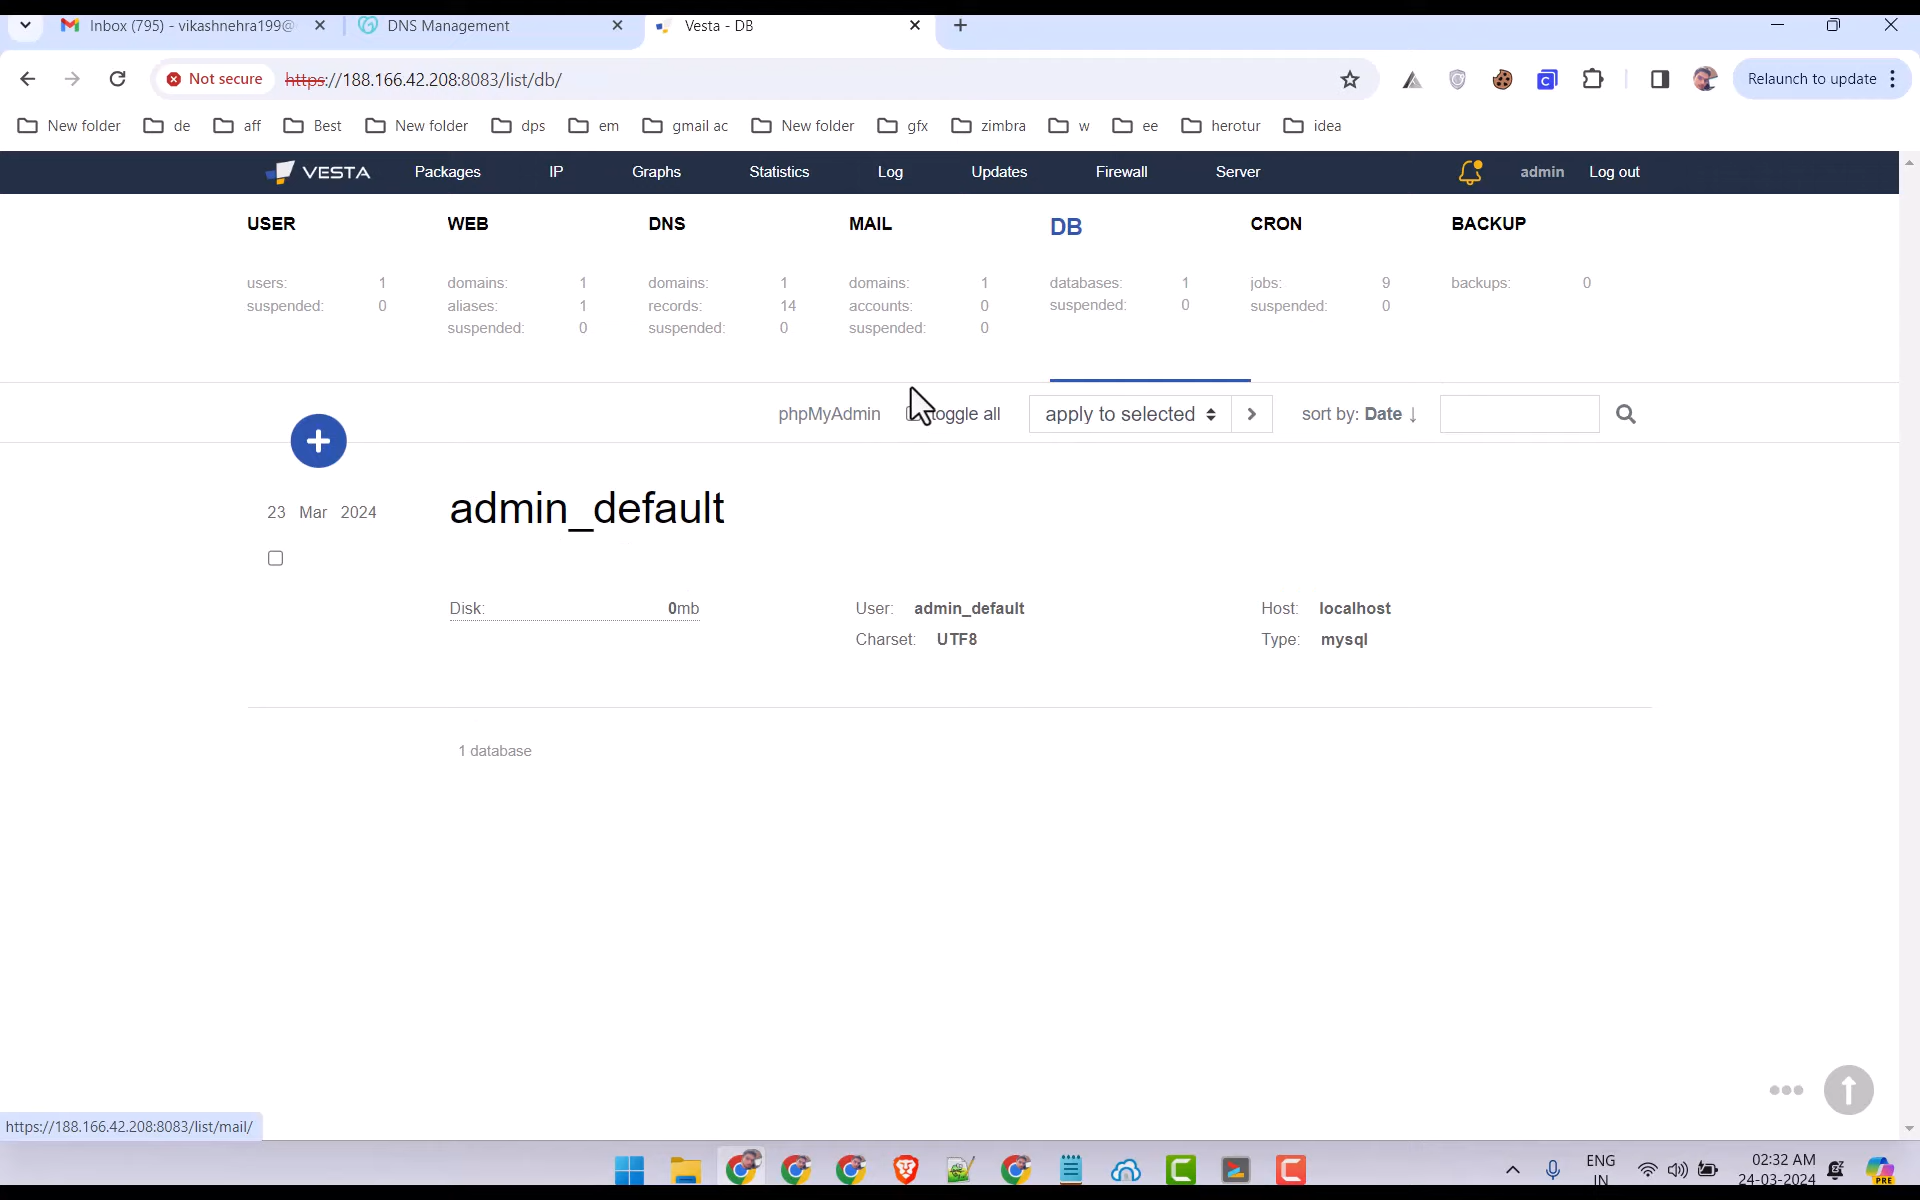 Inbox (795) - vikashnehra199@
DNS Management
Vesta - DB
Not secure
https://188.166.42.208:8083/list/db/
Relaunch to update
New folder
de
aff
Best
New folder
dps
em
gmail ac
New folder
gfx
zimbra
w
ee
herotur
idea
VESTA
Packages
IP
Graphs
Statistics
Log
Updates
Firewall
Server
admin
Log out
USER
WEB
DNS
MAIL
DB
CRON
BACKUP
users: 1
suspended: 0
domains: 1
aliases: 1
suspended: 0
domains: 1
records: 14
suspended: 0
domains: 1
accounts: 0
suspended: 0
databases: 1
suspended: 0
jobs: 9
suspended: 0
backups: 0
phpMyAdmin
toggle all
apply to selected
sort by: Date ↓
23 Mar 2024
admin_default
Disk: 0mb
User: admin_default
Host: localhost
Charset: UTF8
Type: mysql
1 database
https://188.166.42.208:8083/list/mail/
ENG
IN
02:32 AM
24-03-2024
PRE